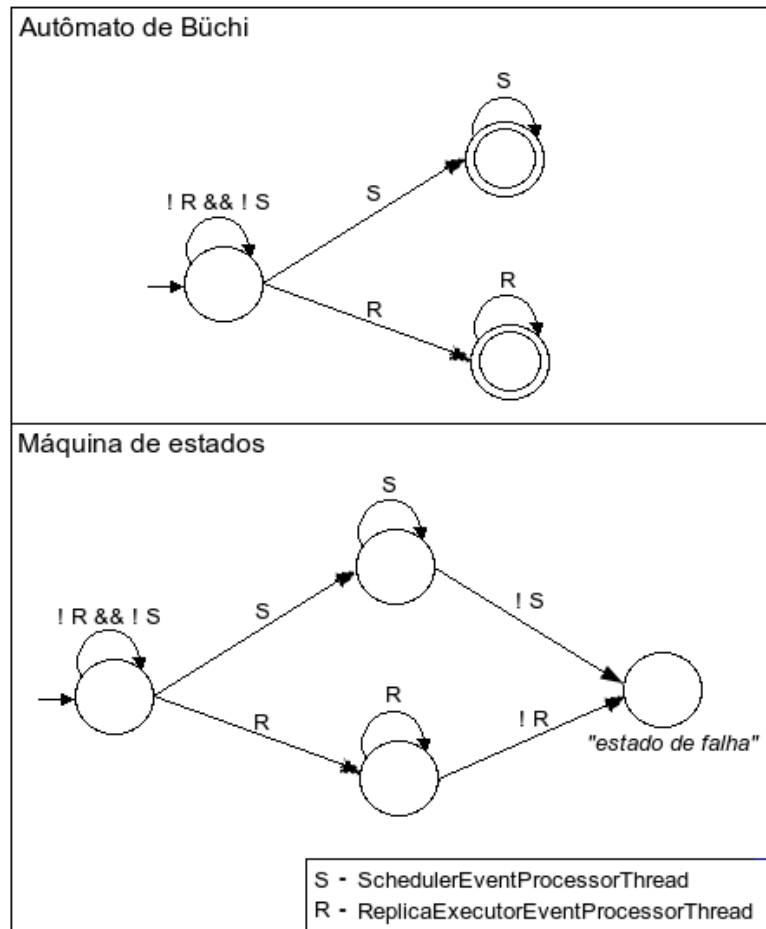 Autômato de Büchi
S
! R && ! S
S
R
R
Máquina de estados
S
! R && ! S
S
! S
R
R
! R
"estado de falha"
S - SchedulerEventProcessorThread
R - ReplicaExecutorEventProcessorThread